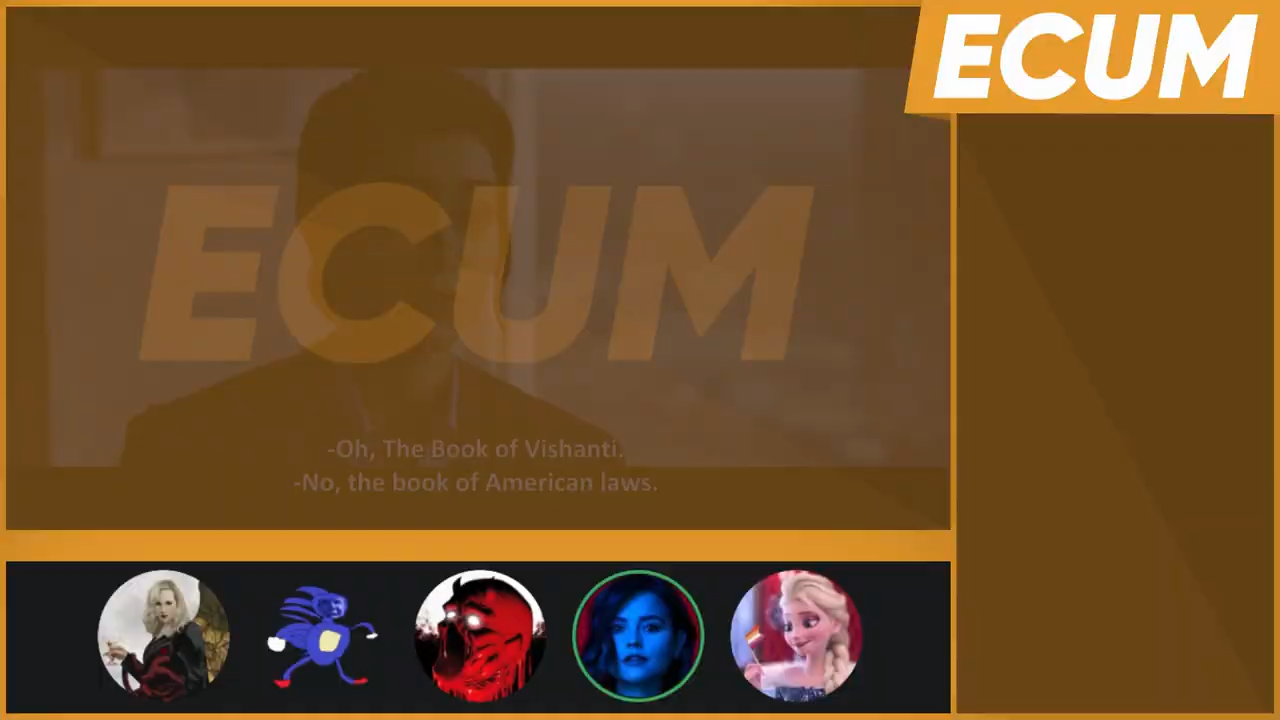 ECUM
ECUM
-Oh, The Book of Vishanti.
-No, the book of American laws.